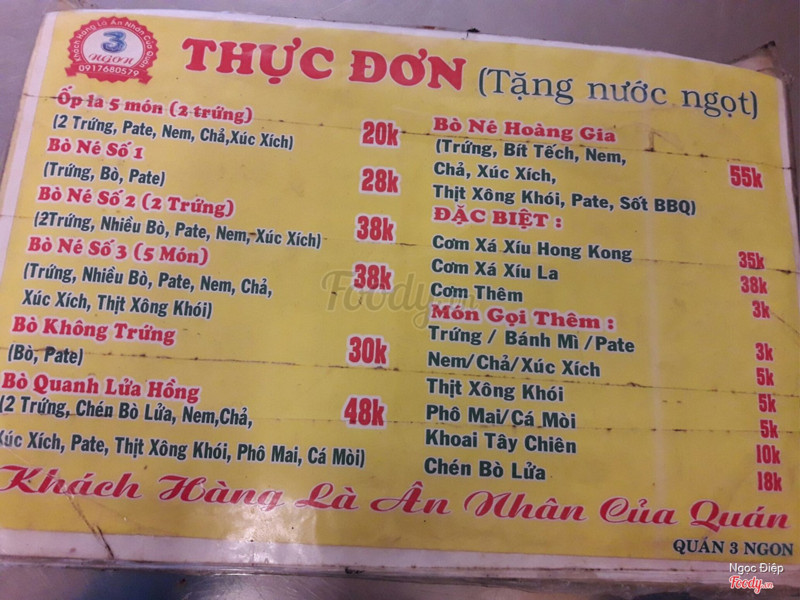 Khách Hàng Là Ân Nhân Của Quán
3
NGON
0917680579
THỰC ĐƠN (Tặng nước ngọt)
Ốp la 5 món (2 trứng)
(2 Trứng, Pate, Nem, Chả,Xúc Xích) 20k
Bò Né Số 1
(Trứng, Bò, Pate) 28k
Bò Né Số 2 (2 Trứng)
(2Trứng, Nhiều Bò, Pate, Nem, Xúc Xích) 38k
Bò Né Số 3 (5 Món)
(Trứng, Nhiều Bò, Pate, Nem, Chả, 38k
Xúc Xích, Thịt Xông Khói)
Bò Không Trứng
(Bò, Pate) 30k
Bò Quanh Lửa Hồng
(2 Trứng, Chén Bò Lửa, Nem,Chả, 48k
Xúc Xích, Pate, Thịt Xông Khói, Phô Mai, Cá Mòi)
Bò Né Hoàng Gia
(Trứng, Bít Tếch, Nem,
Chả, Xúc Xích, 55k
Thịt Xông Khói, Pate, Sốt BBQ)
ĐẶC BIỆT :
Cơm Xá Xíu Hong Kong 35k
Cơm Xá Xíu La 38k
Cơm Thêm 3k
Món Gọi Thêm :
Trứng / Bánh Mì /Pate 3k
Nem/Chả/Xúc Xích 5k
Thịt Xông Khói 5k
Phô Mai/Cá Mòi 5k
Khoai Tây Chiên 10k
Chén Bò Lửa 18k
Khách Hàng Là Ân Nhân Của Quán
QUÁN 3 NGON
Foody.vn
Ngọc Điệp
Foody.vn